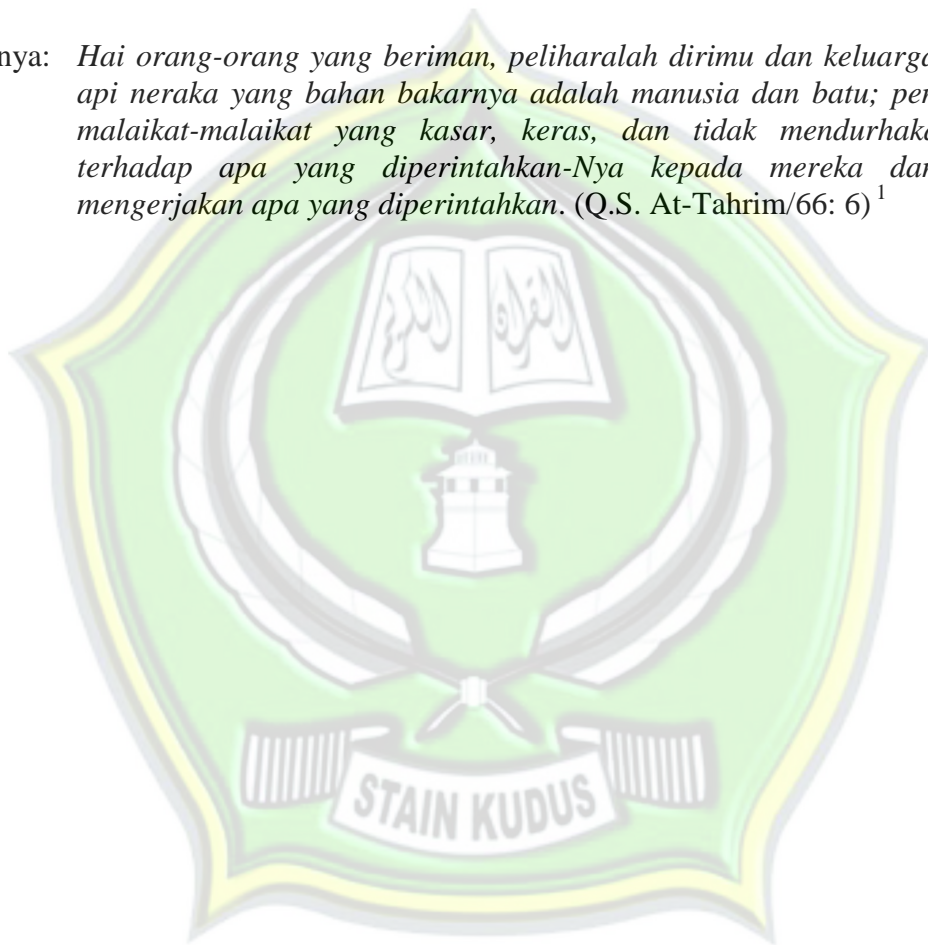 nya: Hai orang-orang yang beriman, peliharalah dirimu dan keluarga
api neraka yang bahan bakarnya adalah manusia dan batu;
malaikat-malaikat yang kasar, keras, dan tidak mendurhaka
terhadap apa yang diperintahkan-Nya kepada mereka
mengerjakan apa yang diperintahkan. (Q.S. At-Tahrim/66: 6) 1
القرآن الكريم
STAIN KUDUS